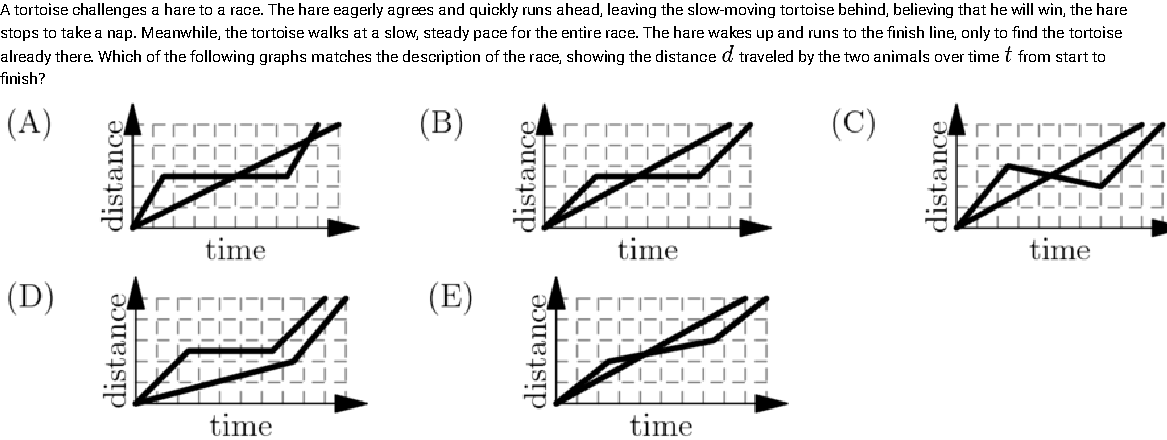 A tortoise challenges a hare to a race. The hare eagerly agrees and quickly runs ahead, leaving the slow-moving tortoise behind, believing that he will win, the hare
stops to take a nap. Meanwhile, the tortoise walks at a slow, steady pace for the entire race. The hare wakes up and runs to the finish line, only to find the tortoise
already there. Which of the following graphs matches the description of the race, showing the distance d traveled by the two animals over time t from start to
finish?
(A) distance time
(B) distance time
(C) distance time
(D) distance time
(E) distance time